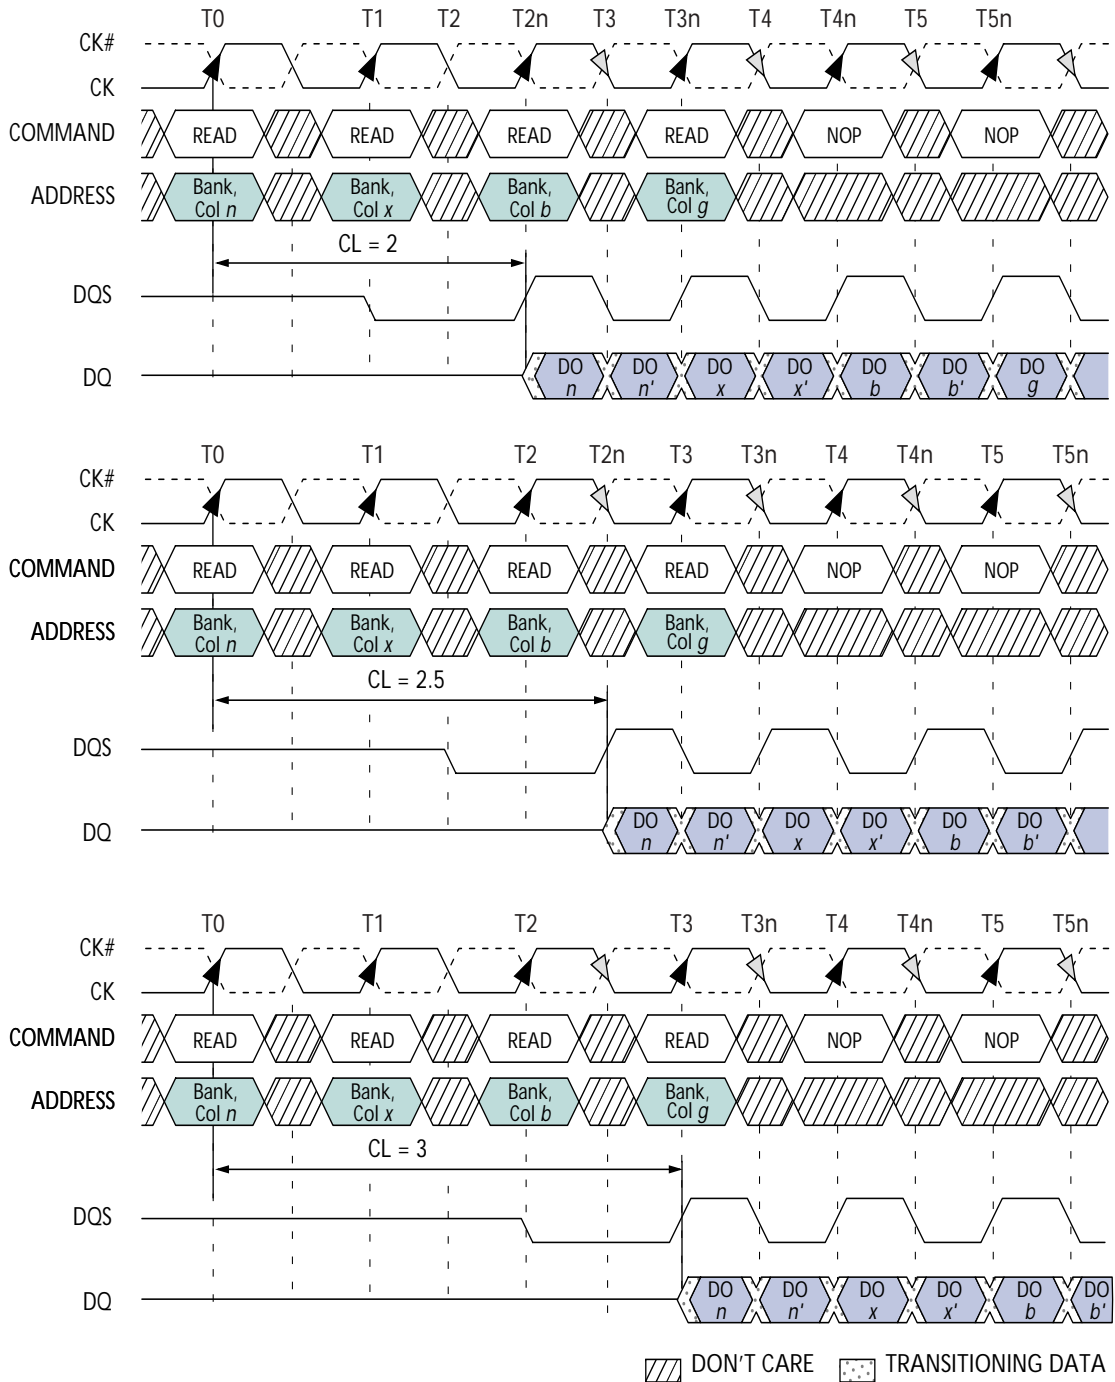 T0 T1 T2 T2n T3 T3n T4 T4n T5 T5n
CK#
CK
COMMAND READ READ READ READ NOP NOP
ADDRESS Bank, Col n Bank, Col x Bank, Col b Bank, Col g
CL = 2
DQS
DQ DO n DO n' DO x DO x' DO b DO b' DO g
T0 T1 T2 T2n T3 T3n T4 T4n T5 T5n
CK#
CK
COMMAND READ READ READ READ NOP NOP
ADDRESS Bank, Col n Bank, Col x Bank, Col b Bank, Col g
CL = 2.5
DQS
DQ DO n DO n' DO x DO x' DO b DO b'
T0 T1 T2 T3 T3n T4 T4n T5 T5n
CK#
CK
COMMAND READ READ READ READ NOP NOP
ADDRESS Bank, Col n Bank, Col x Bank, Col b Bank, Col g
CL = 3
DQS
DQ DO n DO n' DO x DO x' DO b DO b'
DON'T CARE TRANSITIONING DATA